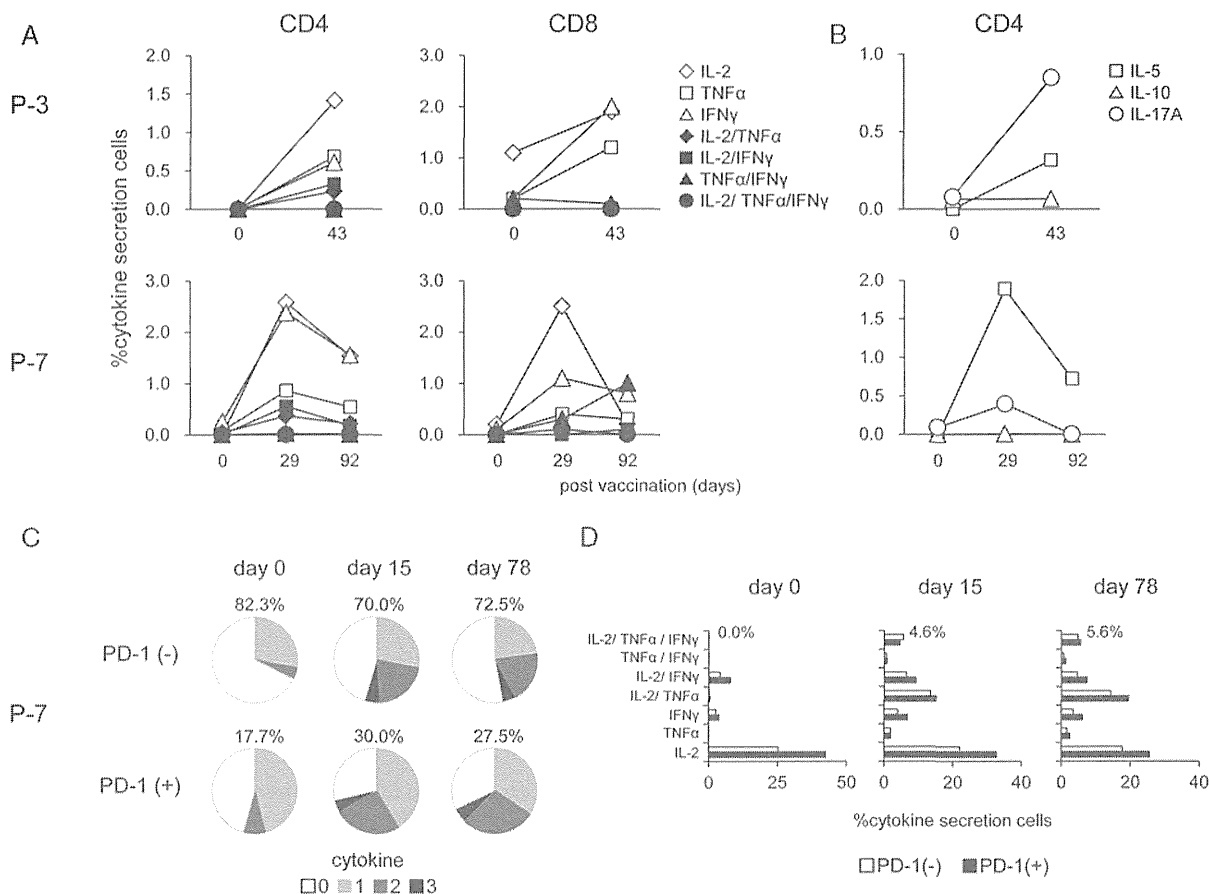 A
CD4
CD8
B
CD4
P-3
%cytokine secretion cells
2.0
1.5
1.0
0.5
0.0
0
43
3.0
2.0
1.0
0.0
0
43
IL-2
TNFα
IFNγ
IL-2/TNFα
IL-2/IFNγ
TNFα/IFNγ
IL-2/ TNFα/IFNγ
1.0
0.5
0.0
0
43
IL-5
IL-10
IL-17A
P-7
3.0
2.0
1.0
0.0
0
29
92
3.0
2.0
1.0
0.0
0
29
92
post vaccination (days)
2.0
1.5
1.0
0.5
0.0
0
29
92
C
day 0
day 15
day 78
82.3%
70.0%
72.5%
PD-1 (-)
P-7
17.7%
30.0%
27.5%
PD-1 (+)
cytokine
0 1 2 3
D
day 0
day 15
day 78
IL-2/ TNFα / IFNγ
TNFα / IFNγ
IL-2/ IFNγ
IL-2/ TNFα
IFNγ
TNFα
IL-2
0.0%
4.6%
5.6%
0 25 50
0 20 40
0 20 40
%cytokine secretion cells
PD-1(-) PD-1(+)